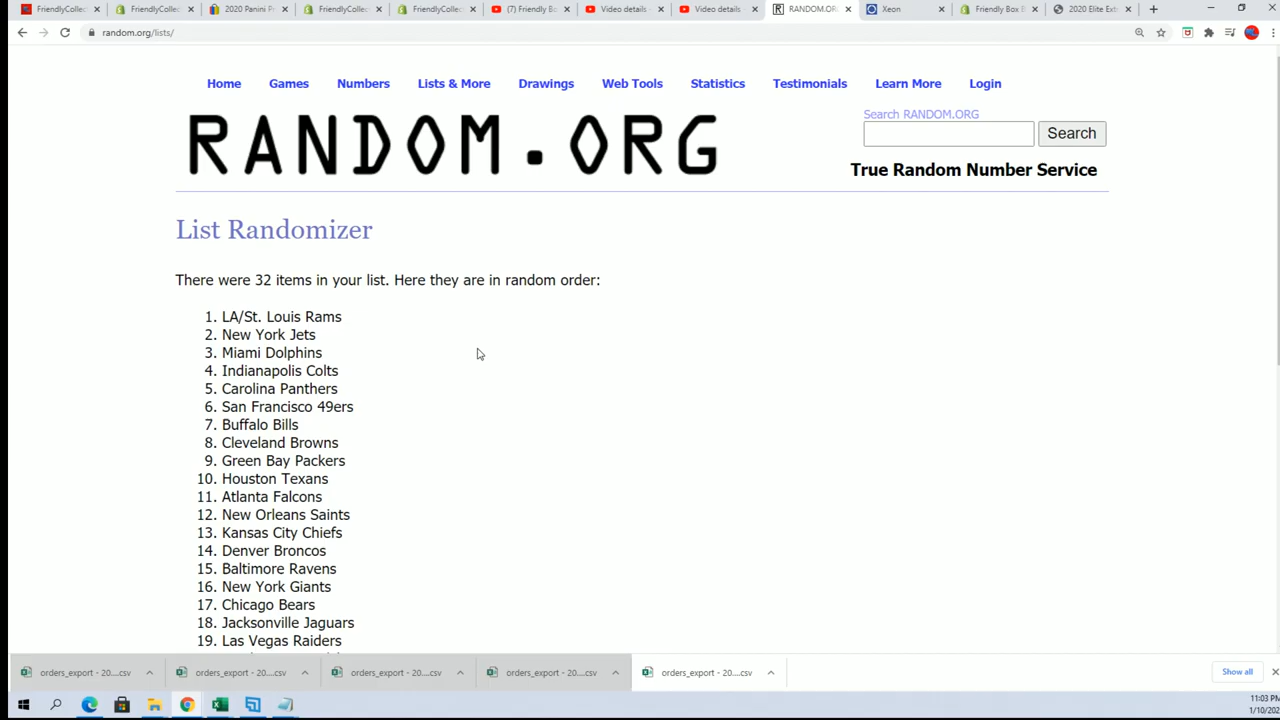 FriendlyCollec
FriendlyCollec
2020 Panini P
FriendlyCollec
FriendlyCollec
(7) Friendly Bo
Video details
Video details
RANDOM.OR
Xeon
Friendly Box B
2020 Elite Ext
random.org/lists/
Home Games Numbers Lists & More Drawings Web Tools Statistics Testimonials Learn More Login
Search RANDOM.ORG
RANDOM.ORG
Search
True Random Number Service
List Randomizer
There were 32 items in your list. Here they are in random order:
1. LA/St. Louis Rams
2. New York Jets
3. Miami Dolphins
4. Indianapolis Colts
5. Carolina Panthers
6. San Francisco 49ers
7. Buffalo Bills
8. Cleveland Browns
9. Green Bay Packers
10. Houston Texans
11. Atlanta Falcons
12. New Orleans Saints
13. Kansas City Chiefs
14. Denver Broncos
15. Baltimore Ravens
16. New York Giants
17. Chicago Bears
18. Jacksonville Jaguars
19. Las Vegas Raiders
orders_export - 20....csv
orders_export - 20....csv
orders_export - 20....csv
orders_export - 20....csv
orders_export - 20....csv
Show all
11:03 PM
1/10/202